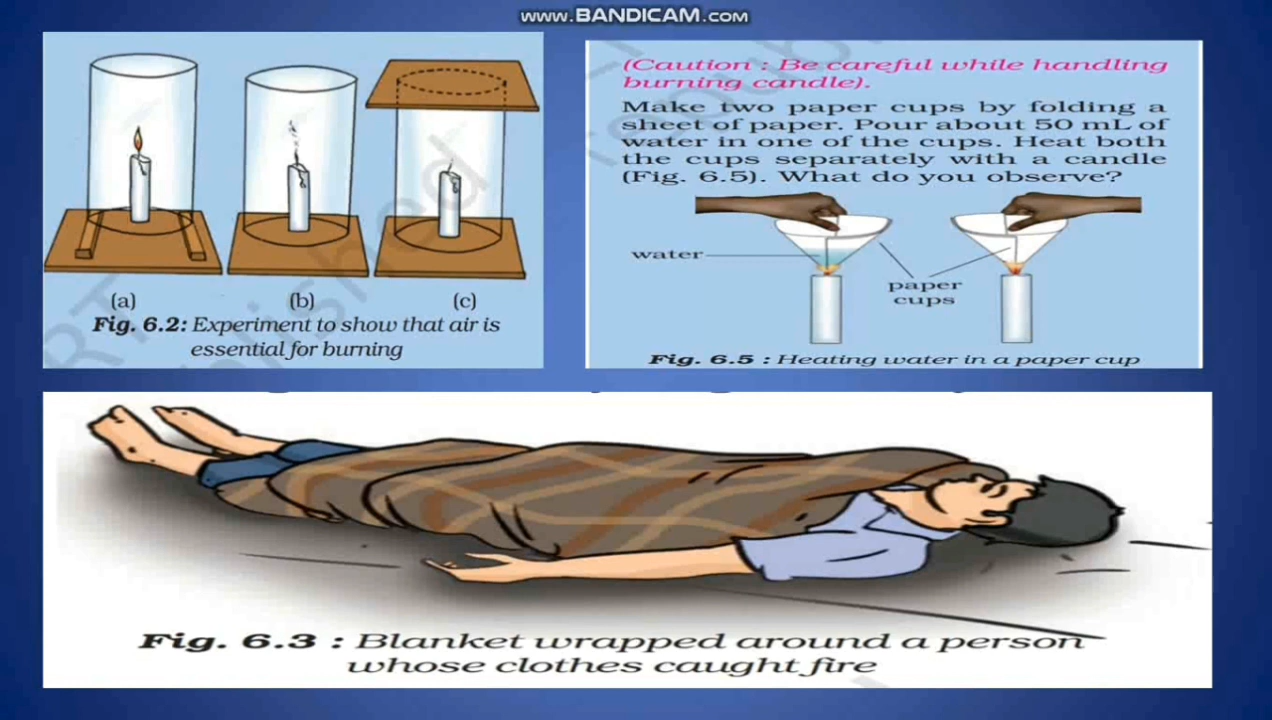 www.BANDICAM.com
(a)
(b)
(c)
Fig. 6.2: Experiment to show that air is
essential for burning
(Caution : Be careful while handling
burning candle).
Make two paper cups by folding a
sheet of paper. Pour about 50 mL of
water in one of the cups. Heat both
the cups separately with a candle
(Fig. 6.5). What do you observe?
water
paper
cups
Fig. 6.5 : Heating water in a paper cup
Fig. 6.3 : Blanket wrapped around a person
whose clothes caught fire